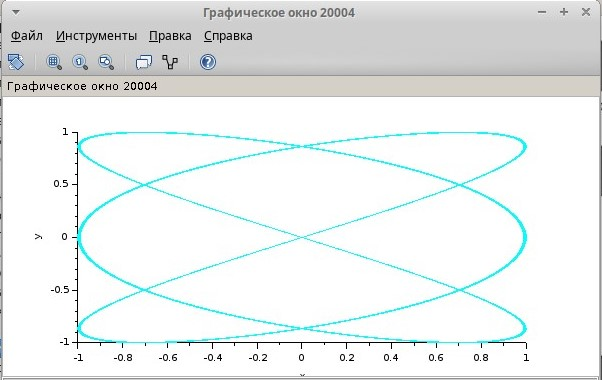 Графическое окно 20004
Файл Инструменты Правка Справка
Графическое окно 20004
1
0.5
y 0
-0.5
-1
-1 -0.8 -0.6 -0.4 -0.2 0 0.2 0.4 0.6 0.8 1